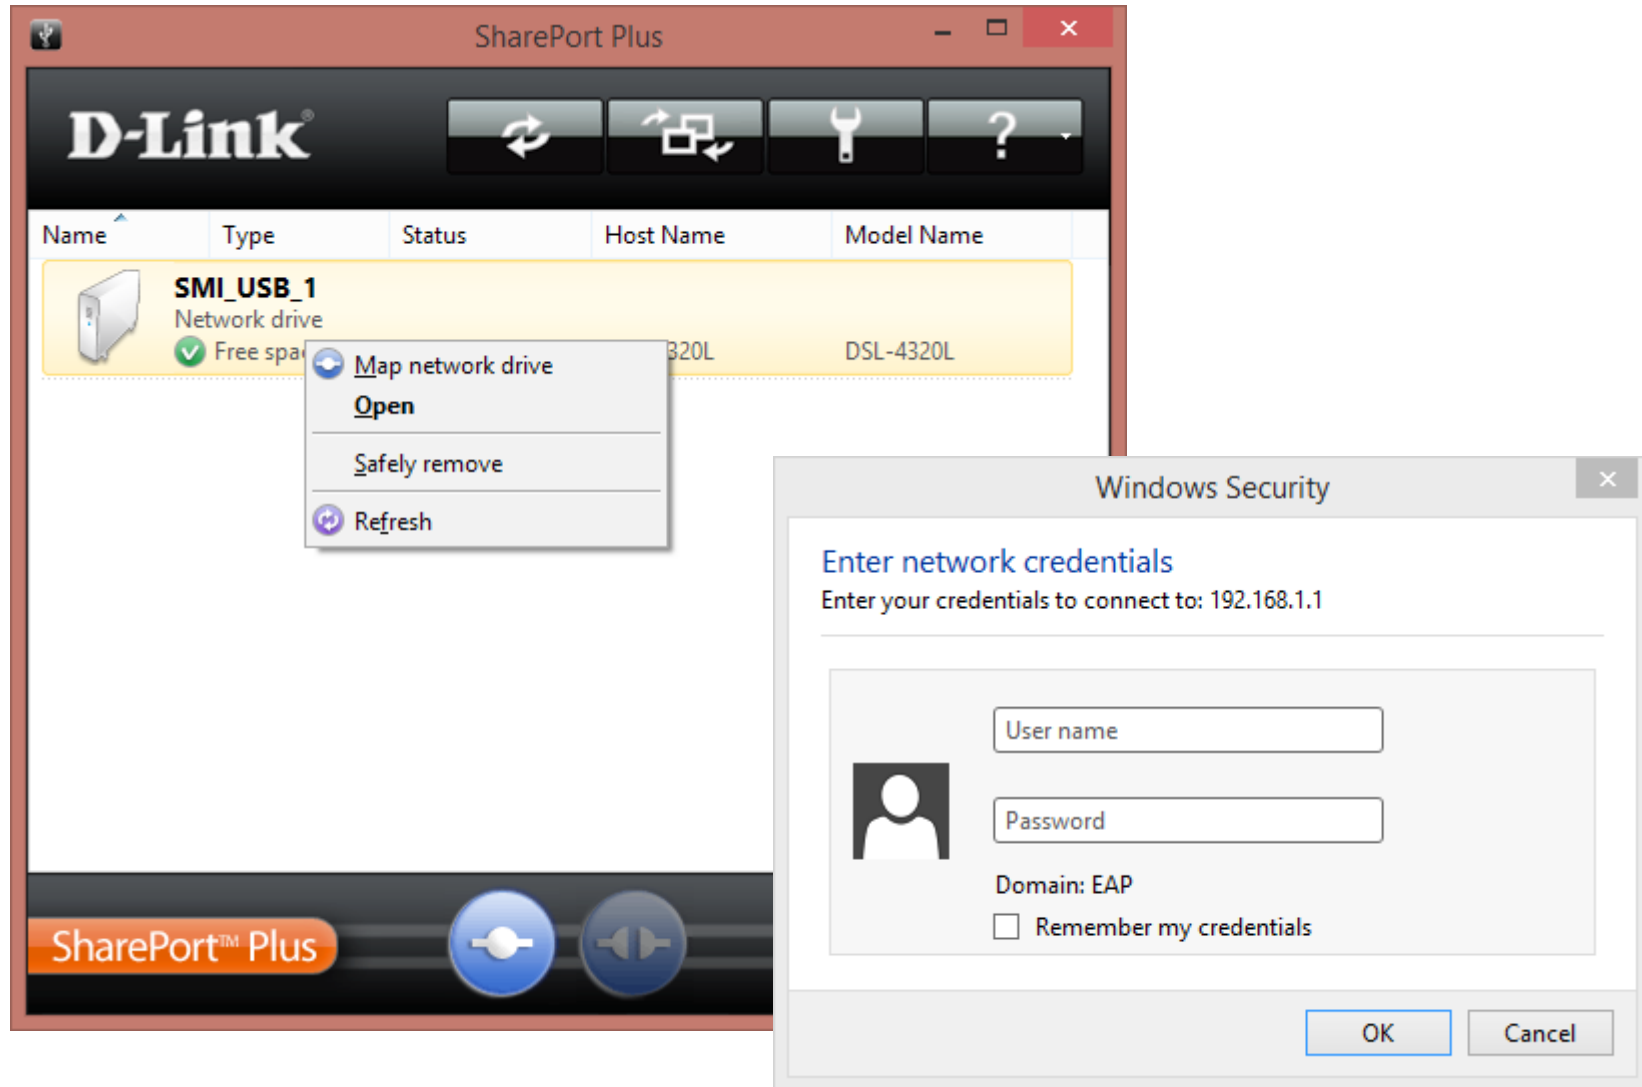 SharePort Plus
D-Link®
?
Name Type Status Host Name Model Name
SMI_USB_1
Network drive
Free spa 320L DSL-4320L
Map network drive
Open
Safely remove
Refresh
SharePort™ Plus
Windows Security
Enter network credentials
Enter your credentials to connect to: 192.168.1.1
User name
Password
Domain: EAP
Remember my credentials
OK Cancel